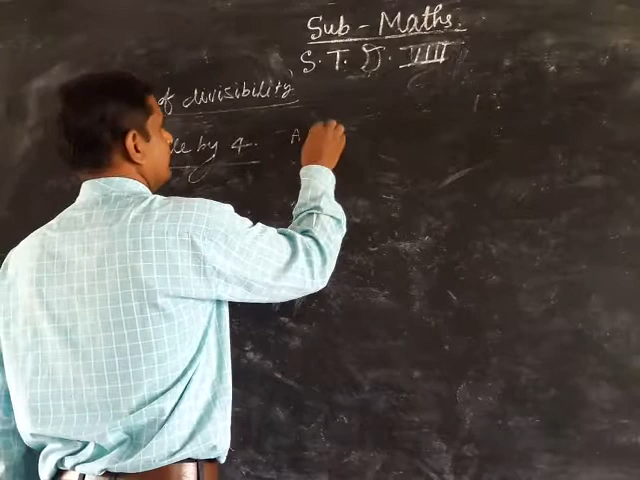 Sub - Maths.
S. T. D. VIII
of divisibility
by 4.
A